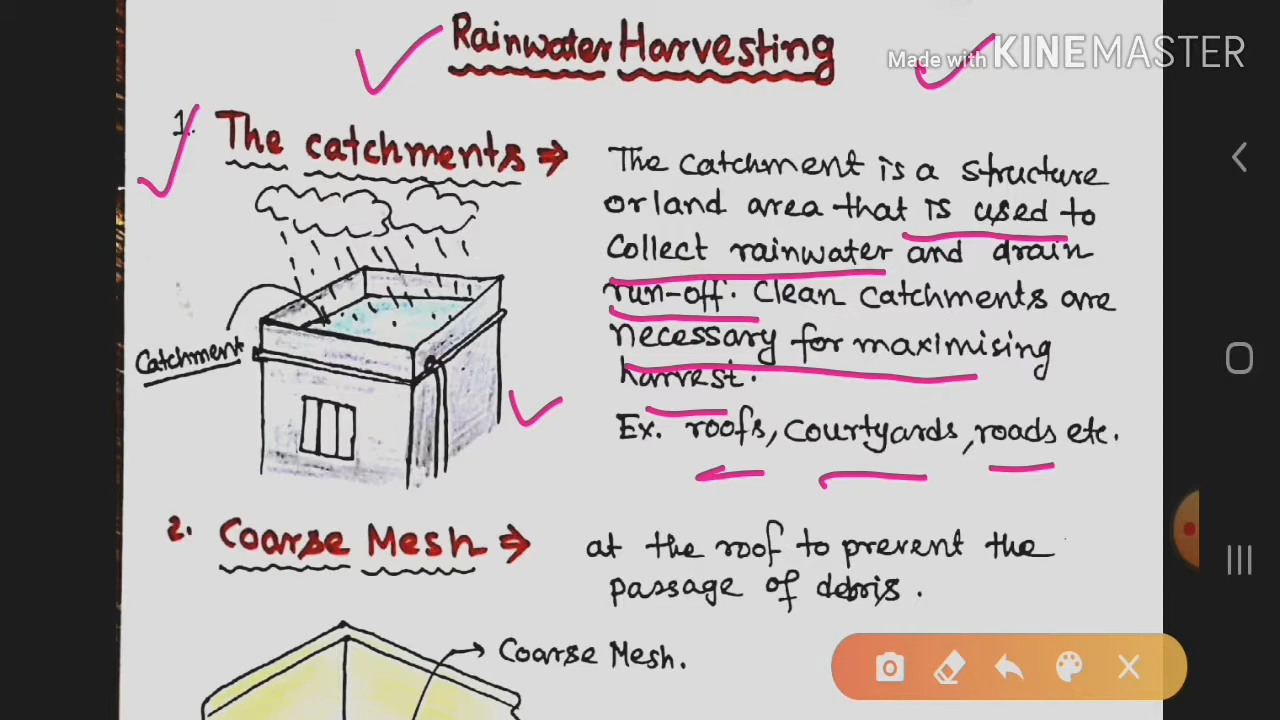 Rainwater Harvesting
Made with KINEMASTER
1. The catchments ⇒
The catchment is a structure
or land area that is used to
collect rainwater and drain
run-off. Clean catchments are
necessary for maximising
harvest.
Ex. roofs, courtyards, roads etc.
Catchment
2. Coarse Mesh ⇒
at the roof to prevent the
passage of debris.
→ Coarse Mesh.